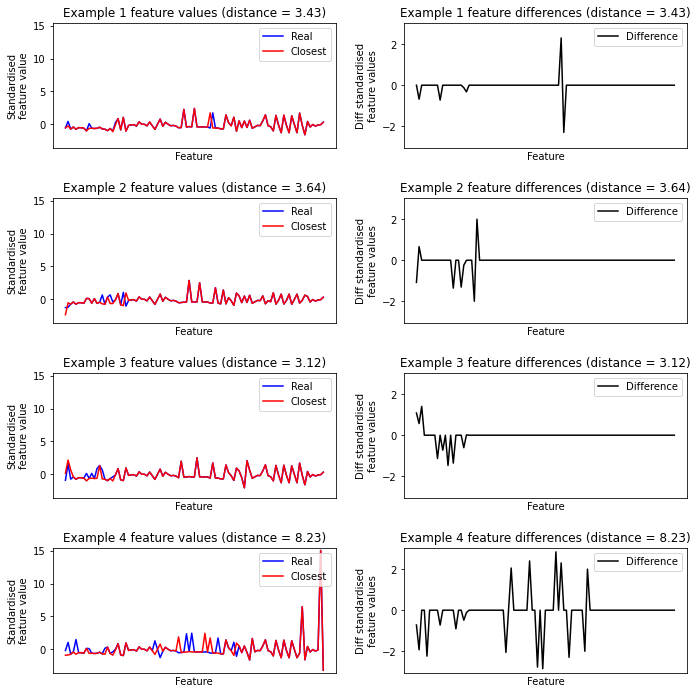 Example 1 feature values (distance = 3.43)
Standardised
feature value
15
10
5
0
Real
Closest
Feature
Example 1 feature differences (distance = 3.43)
Diff standardised
feature values
2
0
−2
Difference
Feature
Example 2 feature values (distance = 3.64)
Standardised
feature value
15
10
5
0
Real
Closest
Feature
Example 2 feature differences (distance = 3.64)
Diff standardised
feature values
2
0
−2
Difference
Feature
Example 3 feature values (distance = 3.12)
Standardised
feature value
15
10
5
0
Real
Closest
Feature
Example 3 feature differences (distance = 3.12)
Diff standardised
feature values
2
0
−2
Difference
Feature
Example 4 feature values (distance = 8.23)
Standardised
feature value
15
10
5
0
Real
Closest
Feature
Example 4 feature differences (distance = 8.23)
Diff standardised
feature values
2
0
−2
Difference
Feature